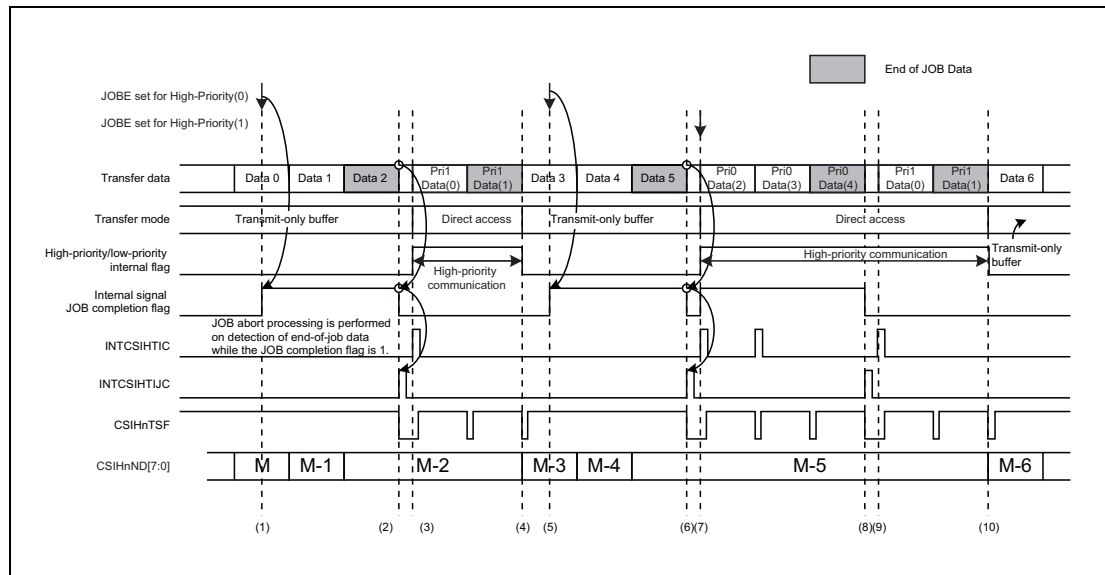 End of JOB Data
JOBE set for High-Priority(0)
JOBE set for High-Priority(1)
Transfer data
Data 0
Data 1
Data 2
Pri1
Data(0)
Pri1
Data(1)
Data 3
Data 4
Data 5
Pri0
Data(2)
Pri0
Data(3)
Pri0
Data(4)
Pri1
Data(0)
Pri1
Data(1)
Data 6
Transfer mode
Transmit-only buffer
Direct access
Transmit-only buffer
Direct access
Transmit-only
buffer
High-priority/low-priority
internal flag
High-priority
communication
High-priority communication
Internal signal
JOB completion flag
JOB abort processing is performed
on detection of end-of-job data
while the JOB completion flag is 1.
INTCSIHTIC
INTCSIHTIJC
CSIHnTSF
CSIHnND[7:0]
M
M-1
M-2
M-3
M-4
M-5
M-6
(1)
(2)
(3)
(4)
(5)
(6)(7)
(8)(9)
(10)